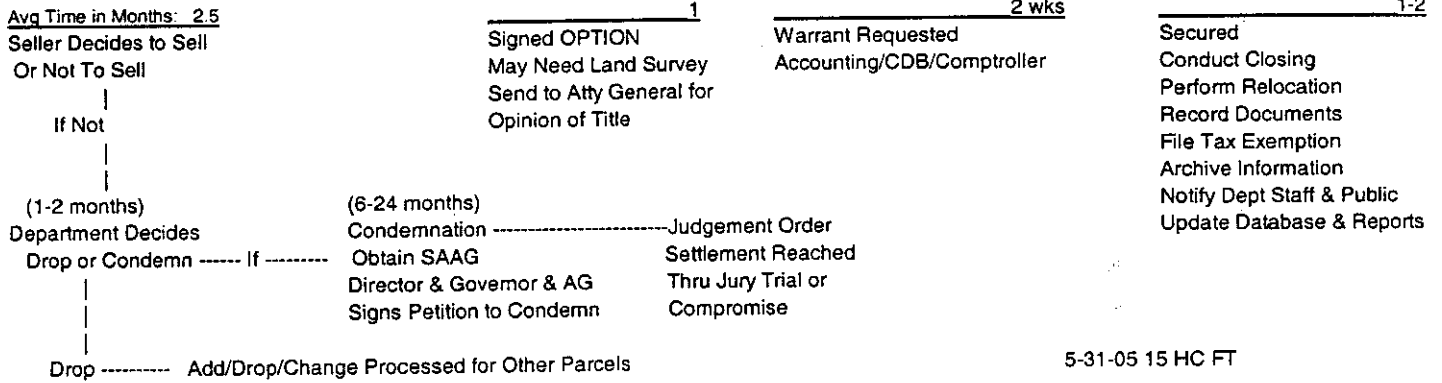 Avg Time in Months: 2.5
Seller Decides to Sell
Or Not To Sell
If Not
(1-2 months)
Department Decides
Drop or Condemn ------ If ---------
Drop ---------- Add/Drop/Change Processed for Other Parcels
(6-24 months)
Condemnation -------------------------Judgement Order
Obtain SAAG
Director & Governor & AG
Signs Petition to Condemn
Settlement Reached
Thru Jury Trial or
Compromise
1
Signed OPTION
May Need Land Survey
Send to Atty General for
Opinion of Title
2 wks
Warrant Requested
Accounting/CDB/Comptroller
1-2
Secured
Conduct Closing
Perform Relocation
Record Documents
File Tax Exemption
Archive Information
Notify Dept Staff & Public
Update Database & Reports
5-31-05 15 HC FT